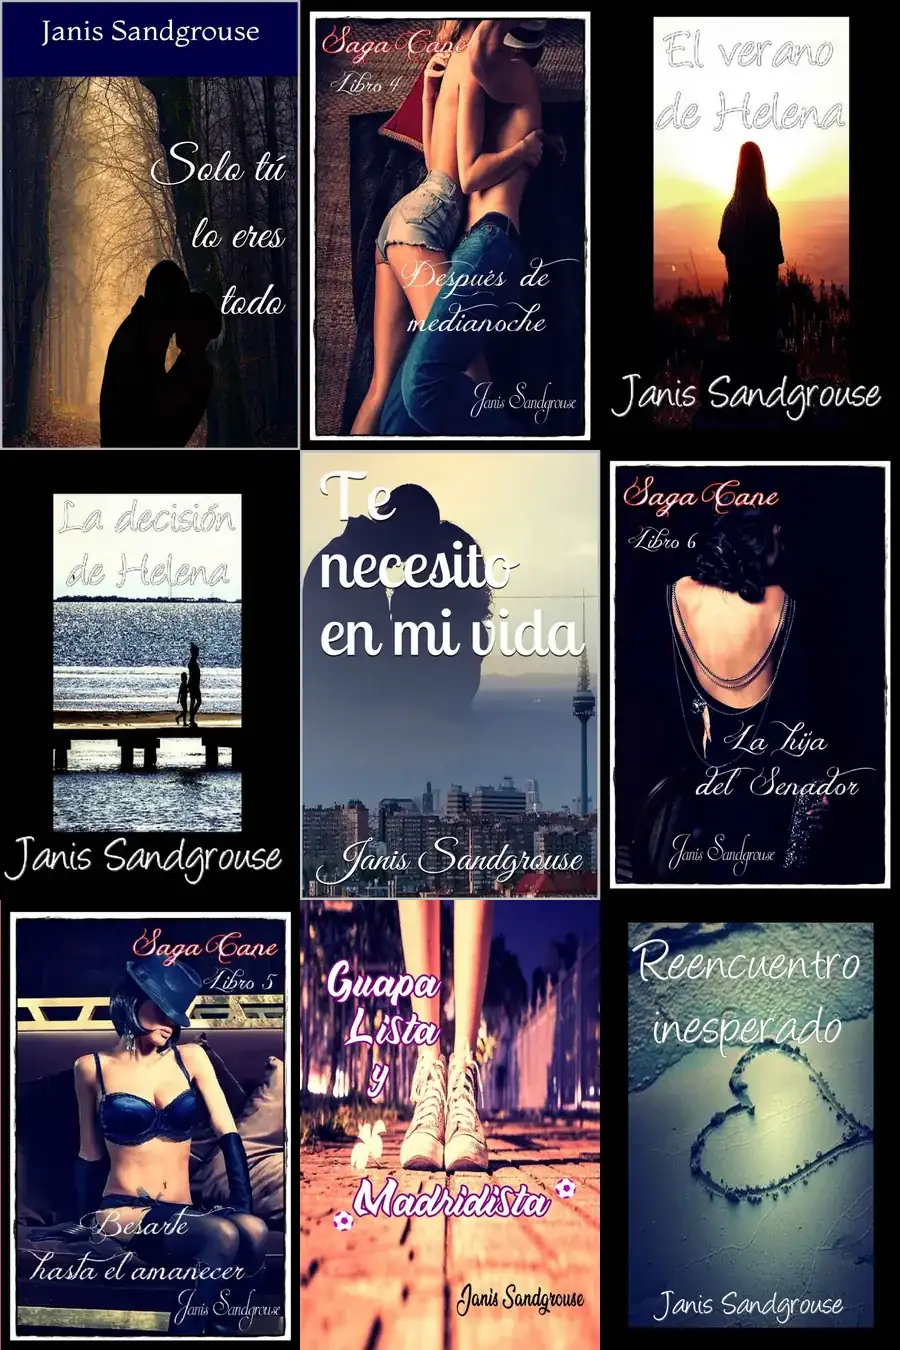 Janis Sandgrouse
Solo tú
lo eres
todo
Saga Cane
Libro 4
Después de
medianoche
Janis Sandgrouse
El verano
de Helena
Janis Sandgrouse
La decisión
de Helena
Janis Sandgrouse
Te
necesito
en mi vida
Janis Sandgrouse
Saga Cane
Libro 6
La hija
del Senador
Janis Sandgrouse
Saga Cane
Libro 5
Besarte
hasta el amanecer
Janis Sandgrouse
Guapa
Lista
y
Madridista
Janis Sandgrouse
Reencuentro
inesperado
Janis Sandgrouse